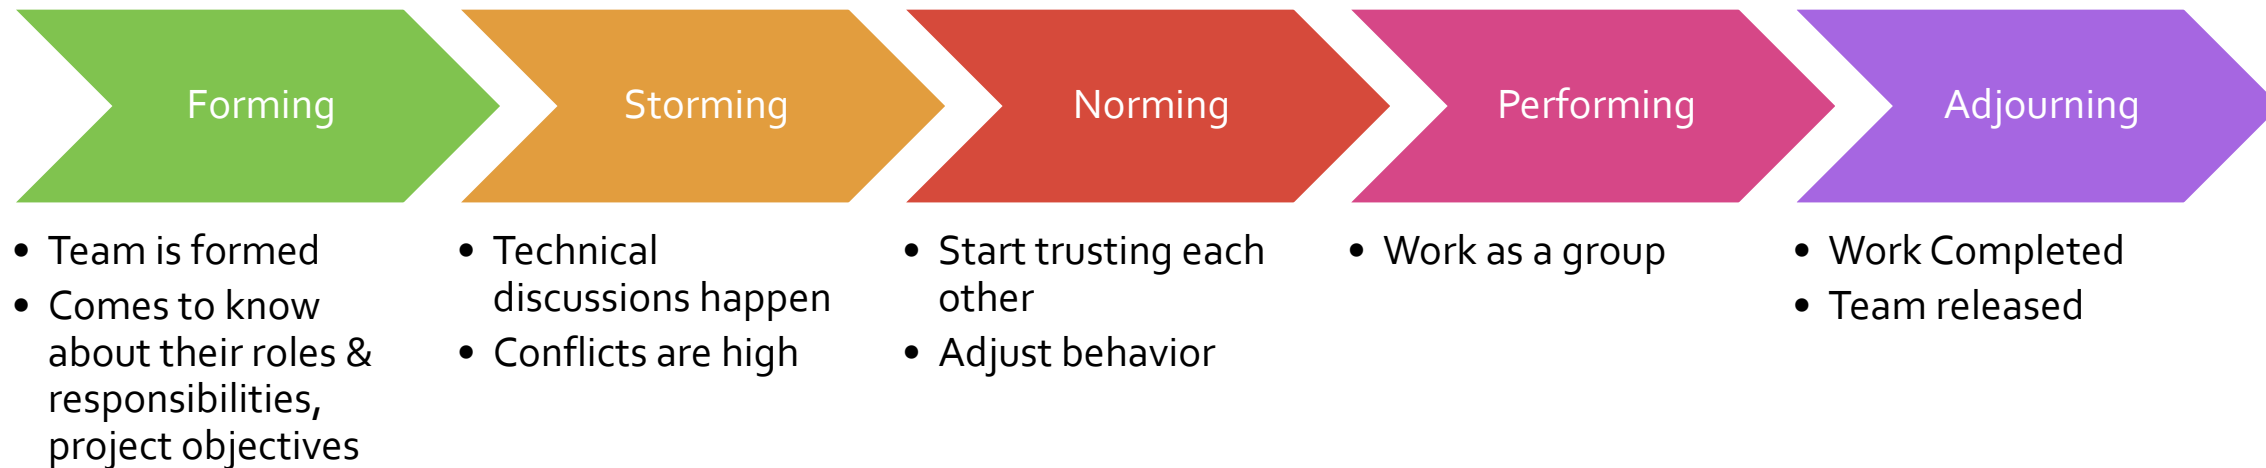 Forming
Storming
Norming
Performing
Adjourning
• Team is formed
• Comes to know
about their roles &
responsibilities,
project objectives
• Technical
discussions happen
• Conflicts are high
• Start trusting each
other
• Adjust behavior
• Work as a group
• Work Completed
• Team released